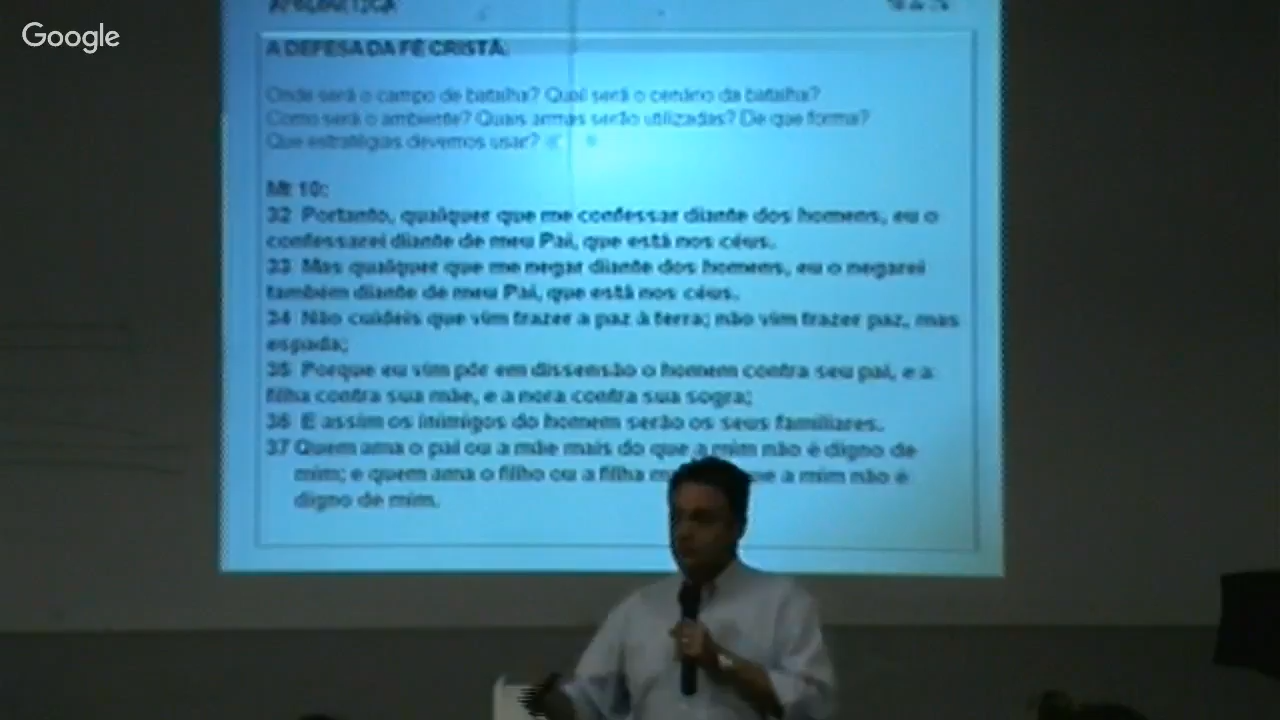 Google
APOLOGÉTICA
A DEFESA DA FÉ CRISTÃ:
Onde será o campo de batalha? Qual será o cenário da batalha?
Como será o ambiente? Quais armas serão utilizadas? De que forma?
Que estratégias devemos usar?
Mt 10:
32 Portanto, qualquer que me confessar diante dos homens, eu o
confessarei diante de meu Pai, que está nos céus.
33 Mas qualquer que me negar diante dos homens, eu o negarei
também diante de meu Pai, que está nos céus.
34 Não cuideis que vim trazer a paz à terra; não vim trazer paz, mas
espada;
35 Porque eu vim pôr em dissensão o homem contra seu pai, e a
filha contra sua mãe, e a nora contra sua sogra;
36 E assim os inimigos do homem serão os seus familiares.
37 Quem ama o pai ou a mãe mais do que a mim não é digno de
mim; e quem ama o filho ou a filha a mim não é
digno de mim.